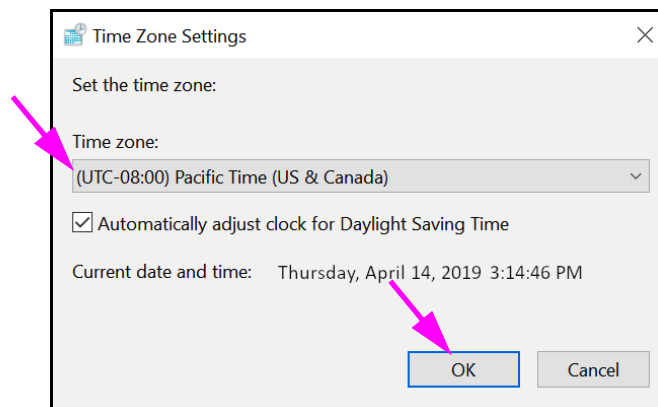 Time Zone Settings
Set the time zone:
Time zone:
(UTC-08:00) Pacific Time (US & Canada)
Automatically adjust clock for Daylight Saving Time
Current date and time: Thursday, April 14, 2019 3:14:46 PM
OK Cancel